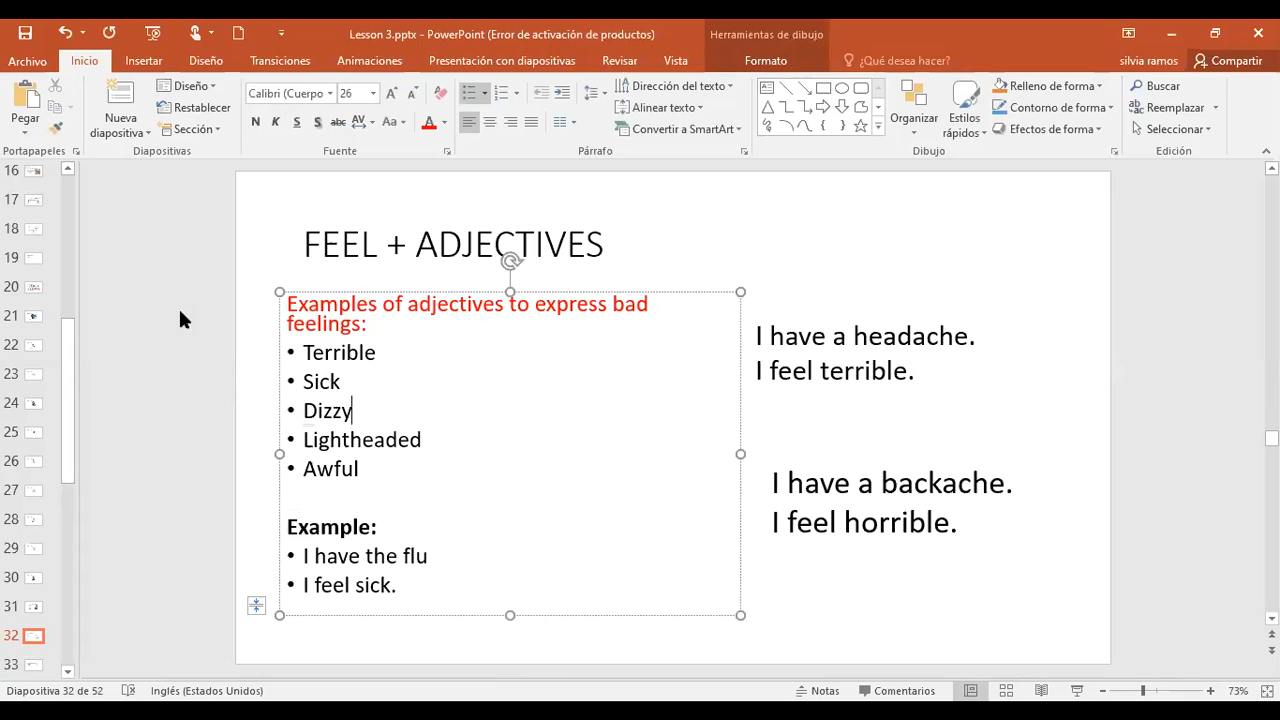 Lesson 3.pptx - PowerPoint (Error de activación de productos)
Herramientas de dibujo
Archivo Inicio Insertar Diseño Transiciones Animaciones Presentación con diapositivas Revisar Vista Formato ¿Qué desea hacer? silvia ramos Compartir
Pegar
Nueva diapositiva
Diseño
Restablecer
Sección
Calibri (Cuerpo) 26
N K S S abc AV Aa A
Dirección del texto
Alinear texto
Convertir a SmartArt
Organizar
Estilos rápidos
Relleno de forma
Contorno de forma
Efectos de forma
Buscar
Reemplazar
Seleccionar
Portapapeles Diapositivas Fuente Párrafo Dibujo Edición
16
17
18
19
20
21
22
23
24
25
26
27
28
29
30
31
32
33
FEEL + ADJECTIVES
Examples of adjectives to express bad
feelings:
• Terrible
• Sick
• Dizzy
• Lightheaded
• Awful
Example:
• I have the flu
• I feel sick.
I have a headache.
I feel terrible.
I have a backache.
I feel horrible.
Diapositiva 32 de 52 Inglés (Estados Unidos) Notas Comentarios 73%